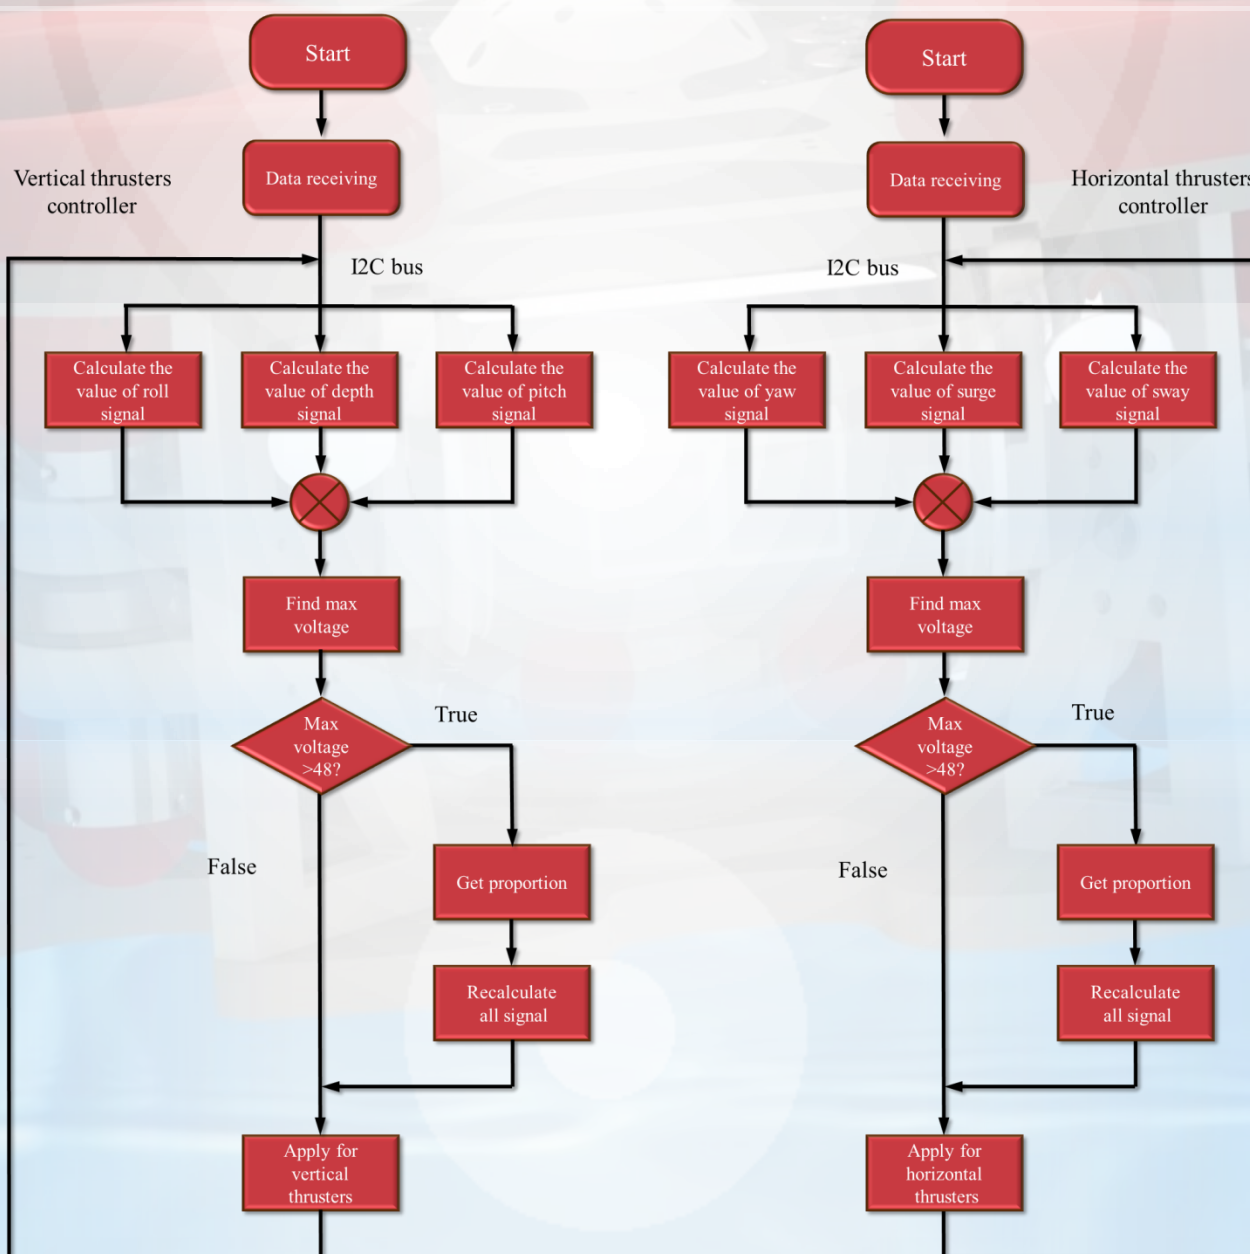 Start
Data receiving
Vertical thrusters
controller
I2C bus
Calculate the
value of roll
signal
Calculate the
value of depth
signal
Calculate the
value of pitch
signal
Find max
voltage
Max
voltage
>48?
True
False
Get proportion
Recalculate
all signal
Apply for
vertical
thrusters
Start
Data receiving
Horizontal thrusters
controller
I2C bus
Calculate the
value of yaw
signal
Calculate the
value of surge
signal
Calculate the
value of sway
signal
Find max
voltage
Max
voltage
>48?
True
False
Get proportion
Recalculate
all signal
Apply for
horizontal
thrusters